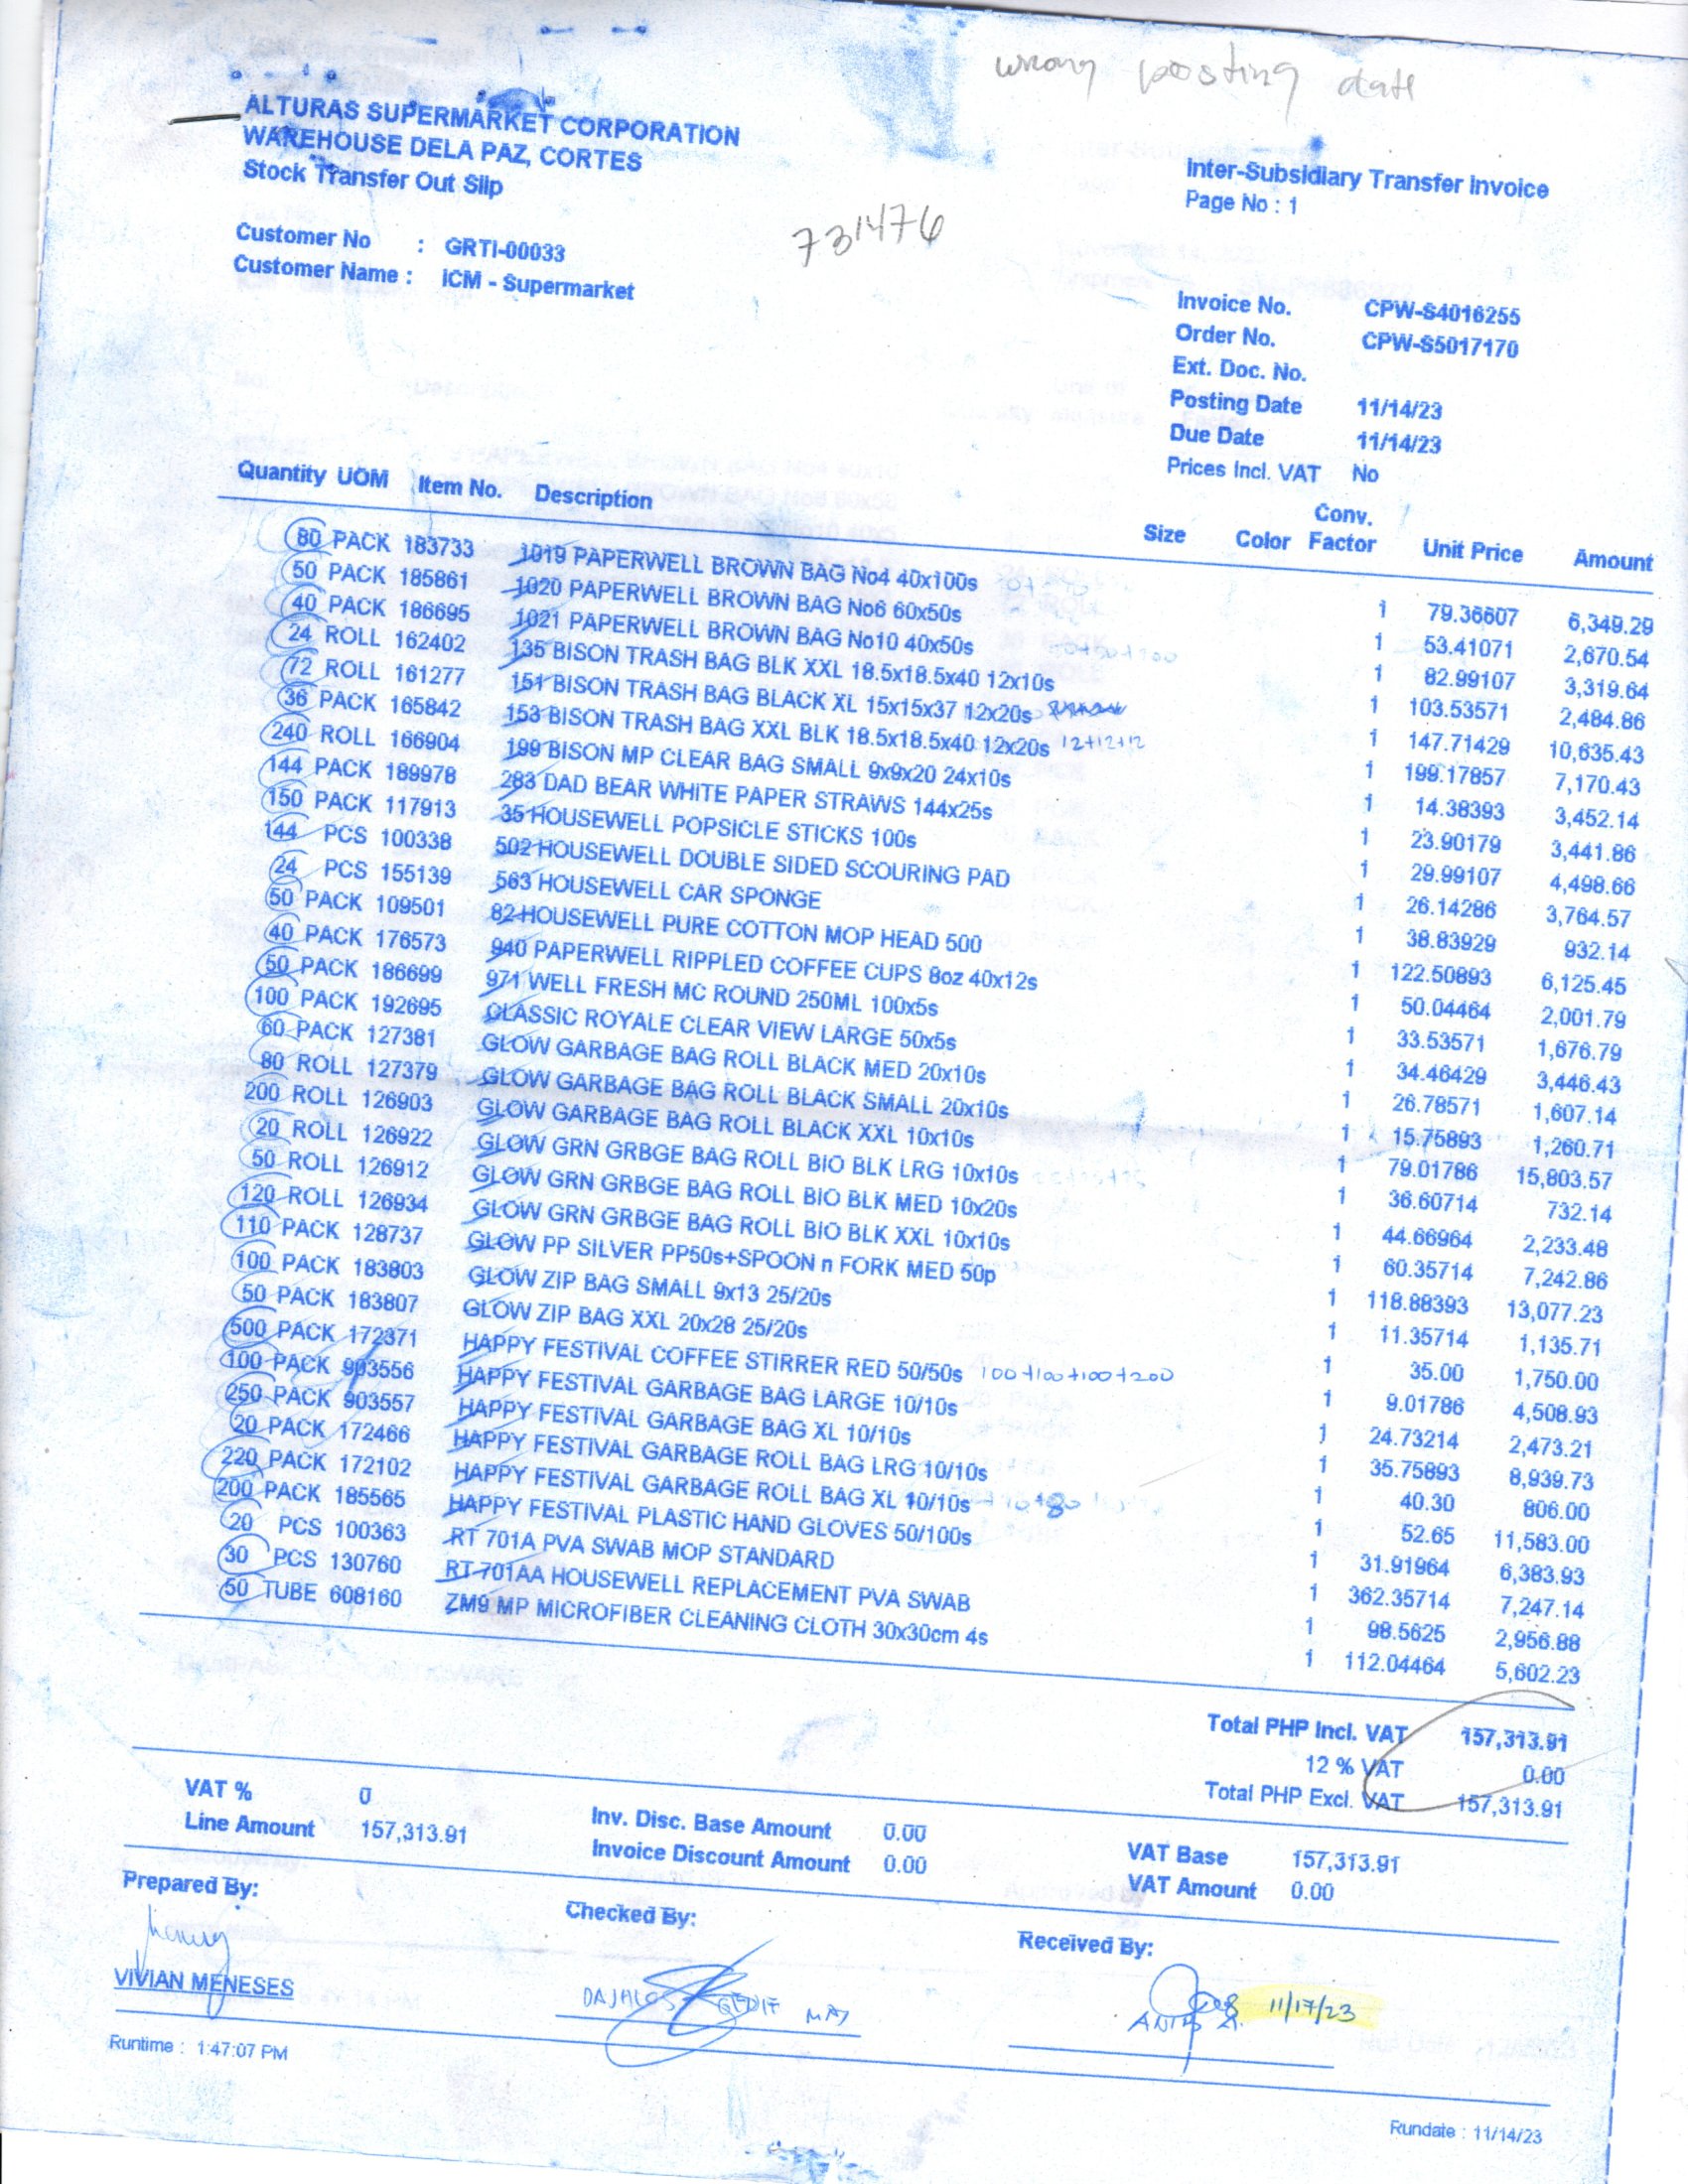 wrong posting date
ALTURAS SUPERMARKET CORPORATION
WAREHOUSE DELA PAZ, CORTES
Stock Transfer Out Slip
Inter-Subsidiary Transfer Invoice
Page No : 1
731476
Customer No : GRTI-00033
Customer Name : ICM - Supermarket
Invoice No. CPW-S4016255
Order No. CPW-S5017170
Ext. Doc. No.
Posting Date 11/14/23
Due Date 11/14/23
Prices Incl. VAT No
Quantity UOM Item No. Description Size Color Conv. Factor Unit Price Amount
80 PACK 183733 1019 PAPERWELL BROWN BAG No4 40x100s 1 79.36607 6,349.29
50 PACK 185861 1020 PAPERWELL BROWN BAG No6 60x50s 1 53.41071 2,670.54
40 PACK 186695 1021 PAPERWELL BROWN BAG No10 40x50s 1 82.99107 3,319.64
24 ROLL 162402 135 BISON TRASH BAG BLK XXL 18.5x18.5x40 12x10s 1 103.53571 2,484.86
72 ROLL 161277 151 BISON TRASH BAG BLACK XL 15x15x37 12x20s 1 147.71429 10,635.43
36 PACK 165842 153 BISON TRASH BAG XXL BLK 18.5x18.5x40 12x20s 12+12+12 1 199.17857 7,170.43
240 ROLL 166904 199 BISON MP CLEAR BAG SMALL 9x9x20 24x10s 1 14.38393 3,452.14
144 PACK 189978 283 DAD BEAR WHITE PAPER STRAWS 144x25s 1 23.90179 3,441.86
150 PACK 117913 35 HOUSEWELL POPSICLE STICKS 100s 1 29.99107 4,498.66
144 PCS 100338 502 HOUSEWELL DOUBLE SIDED SCOURING PAD 1 26.14286 3,764.57
24 PCS 155139 563 HOUSEWELL CAR SPONGE 1 38.83929 932.14
50 PACK 109501 82 HOUSEWELL PURE COTTON MOP HEAD 500 1 122.50893 6,125.45
40 PACK 176573 940 PAPERWELL RIPPLED COFFEE CUPS 8oz 40x12s 1 50.04464 2,001.79
50 PACK 186699 971 WELL FRESH MC ROUND 250ML 100x5s 1 33.53571 1,676.79
100 PACK 192695 CLASSIC ROYALE CLEAR VIEW LARGE 50x5s 1 34.46429 3,446.43
60 PACK 127381 GLOW GARBAGE BAG ROLL BLACK MED 20x10s 1 26.78571 1,607.14
80 ROLL 127379 GLOW GARBAGE BAG ROLL BLACK SMALL 20x10s 1 15.75893 1,260.71
200 ROLL 126903 GLOW GARBAGE BAG ROLL BLACK XXL 10x10s 1 79.01786 15,803.57
20 ROLL 126922 GLOW GRN GRBGE BAG ROLL BIO BLK LRG 10x10s 1 36.60714 732.14
50 ROLL 126912 GLOW GRN GRBGE BAG ROLL BIO BLK MED 10x20s 1 44.66964 2,233.48
120 ROLL 126934 GLOW GRN GRBGE BAG ROLL BIO BLK XXL 10x10s 1 60.35714 7,242.86
110 PACK 128737 GLOW PP SILVER PP50s+SPOON n FORK MED 50p 1 118.88393 13,077.23
100 PACK 183803 GLOW ZIP BAG SMALL 9x13 25/20s 1 11.35714 1,135.71
50 PACK 183807 GLOW ZIP BAG XXL 20x28 25/20s 1 35.00 1,750.00
500 PACK 172371 HAPPY FESTIVAL COFFEE STIRRER RED 50/50s 100+100+100+200 1 9.01786 4,508.93
100 PACK 903556 HAPPY FESTIVAL GARBAGE BAG LARGE 10/10s 1 24.73214 2,473.21
250 PACK 903557 HAPPY FESTIVAL GARBAGE BAG XL 10/10s 1 35.75893 8,939.73
20 PACK 172466 HAPPY FESTIVAL GARBAGE ROLL BAG LRG 10/10s 1 40.30 806.00
220 PACK 172102 HAPPY FESTIVAL GARBAGE ROLL BAG XL 10/10s 1 52.65 11,583.00
200 PACK 185565 HAPPY FESTIVAL PLASTIC HAND GLOVES 50/100s 1 31.91964 6,383.93
20 PCS 100363 RT 701A PVA SWAB MOP STANDARD 1 362.35714 7,247.14
30 PCS 130760 RT-701AA HOUSEWELL REPLACEMENT PVA SWAB 1 98.5625 2,956.88
50 TUBE 608160 ZM9 MP MICROFIBER CLEANING CLOTH 30x30cm 4s 1 112.04464 5,602.23
Total PHP Incl. VAT 157,313.91
12 % VAT 0.00
Total PHP Excl. VAT 157,313.91
VAT % 0
Line Amount 157,313.91
Inv. Disc. Base Amount 0.00
Invoice Discount Amount 0.00
VAT Base 157,313.91
VAT Amount 0.00
Prepared By:
Checked By:
Received By:
VIVIAN MENESES
11/17/23
Runtime : 1:47:07 PM
Rundate : 11/14/23